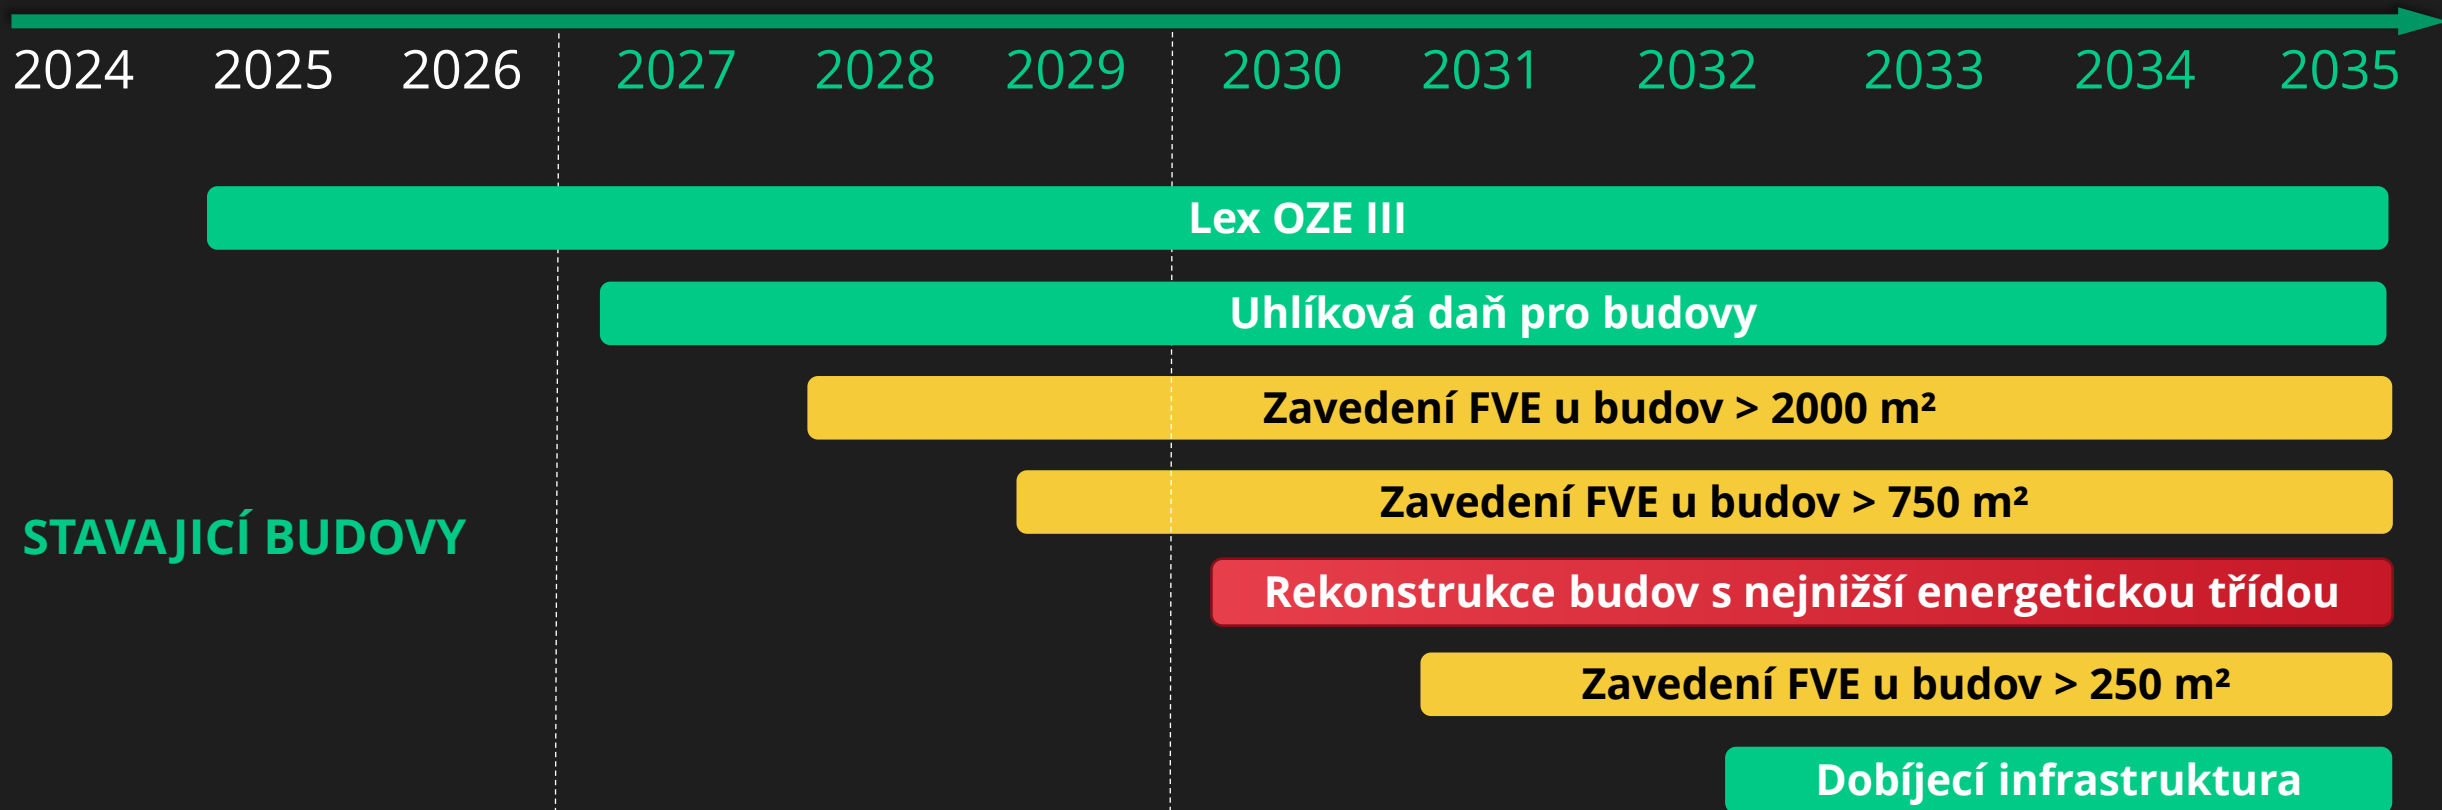 2024 2025 2026 2027 2028 2029 2030 2031 2032 2033 2034 2035
Lex OZE III
Uhlíková daň pro budovy
Zavedení FVE u budov > 2000 m²
Zavedení FVE u budov > 750 m²
STAVAJICÍ BUDOVY
Rekonstrukce budov s nejnižší energetickou třídou
Zavedení FVE u budov > 250 m²
Dobíjecí infrastruktura